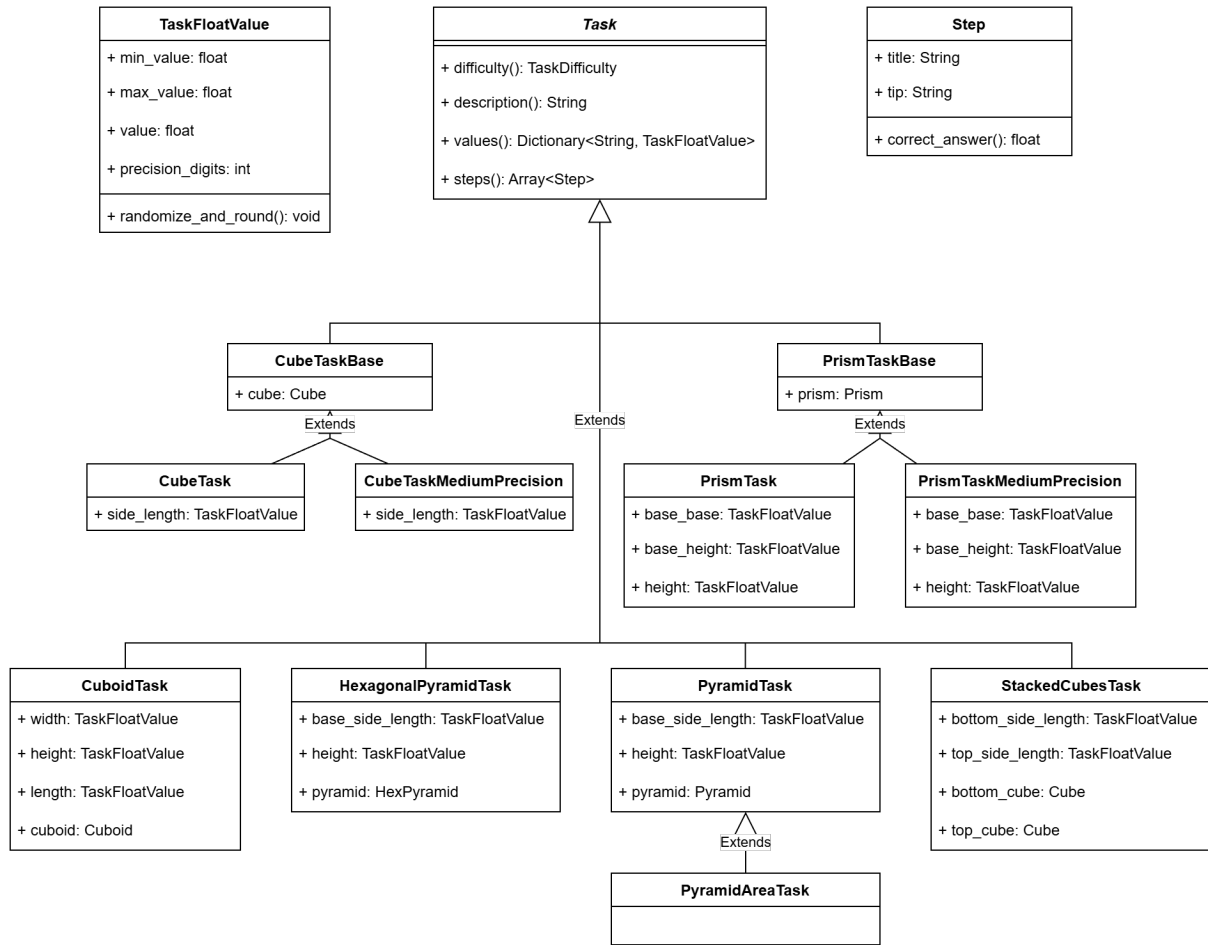 TaskFloatValue
+ min_value: float
+ max_value: float
+ value: float
+ precision_digits: int
+ randomize_and_round(): void
Task
+ difficulty(): TaskDifficulty
+ description(): String
+ values(): Dictionary<String, TaskFloatValue>
+ steps(): Array<Step>
Step
+ title: String
+ tip: String
+ correct_answer(): float
CubeTaskBase
+ cube: Cube
PrismTaskBase
+ prism: Prism
Extends
Extends
Extends
CubeTask
+ side_length: TaskFloatValue
CubeTaskMediumPrecision
+ side_length: TaskFloatValue
PrismTask
+ base_base: TaskFloatValue
+ base_height: TaskFloatValue
+ height: TaskFloatValue
PrismTaskMediumPrecision
+ base_base: TaskFloatValue
+ base_height: TaskFloatValue
+ height: TaskFloatValue
CuboidTask
+ width: TaskFloatValue
+ height: TaskFloatValue
+ length: TaskFloatValue
+ cuboid: Cuboid
HexagonalPyramidTask
+ base_side_length: TaskFloatValue
+ height: TaskFloatValue
+ pyramid: HexPyramid
PyramidTask
+ base_side_length: TaskFloatValue
+ height: TaskFloatValue
+ pyramid: Pyramid
StackedCubesTask
+ bottom_side_length: TaskFloatValue
+ top_side_length: TaskFloatValue
+ bottom_cube: Cube
+ top_cube: Cube
Extends
PyramidAreaTask